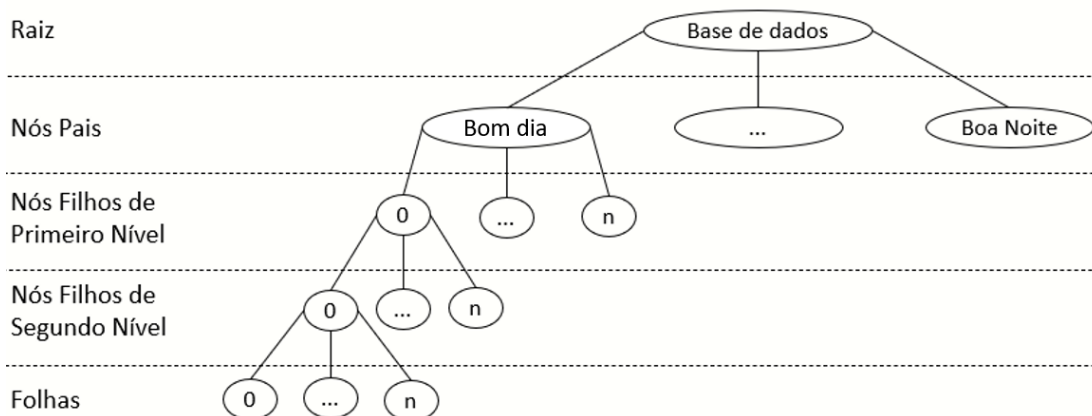 Raiz
Base de dados
Nós Pais
Bom dia
...
Boa Noite
Nós Filhos de
Primeiro Nível
0
...
n
Nós Filhos de
Segundo Nível
0
...
n
Folhas
0
...
n